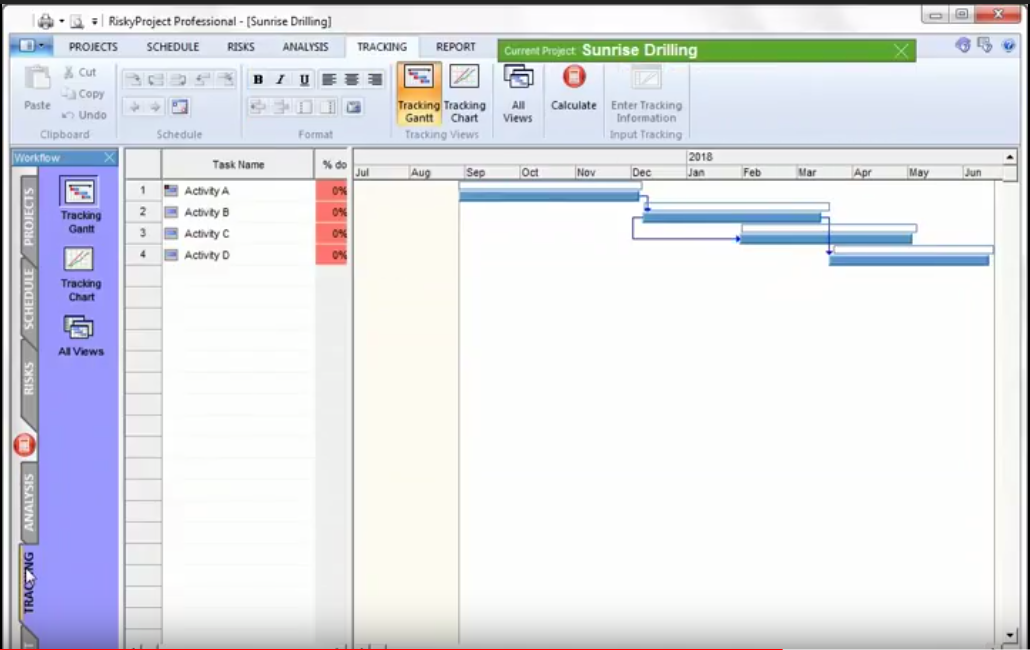 RiskyProject Professional - [Sunrise Drilling]
PROJECTS SCHEDULE RISKS ANALYSIS TRACKING REPORT
Current Project: Sunrise Drilling
Paste
Cut
Copy
Undo
Clipboard
Schedule
B I U
Format
Tracking Gantt
Tracking Chart
Tracking Views
All Views
Calculate
Enter Tracking Information
Input Tracking
Workflow
PROJECTS
SCHEDULE
RISKS
ANALYSIS
Tracking
Gantt
Tracking
Chart
All Views
Task Name % do
1 Activity A 0%
2 Activity B 0%
3 Activity C 0%
4 Activity D 0%
2018
Jul Aug Sep Oct Nov Dec Jan Feb Mar Apr May Jun